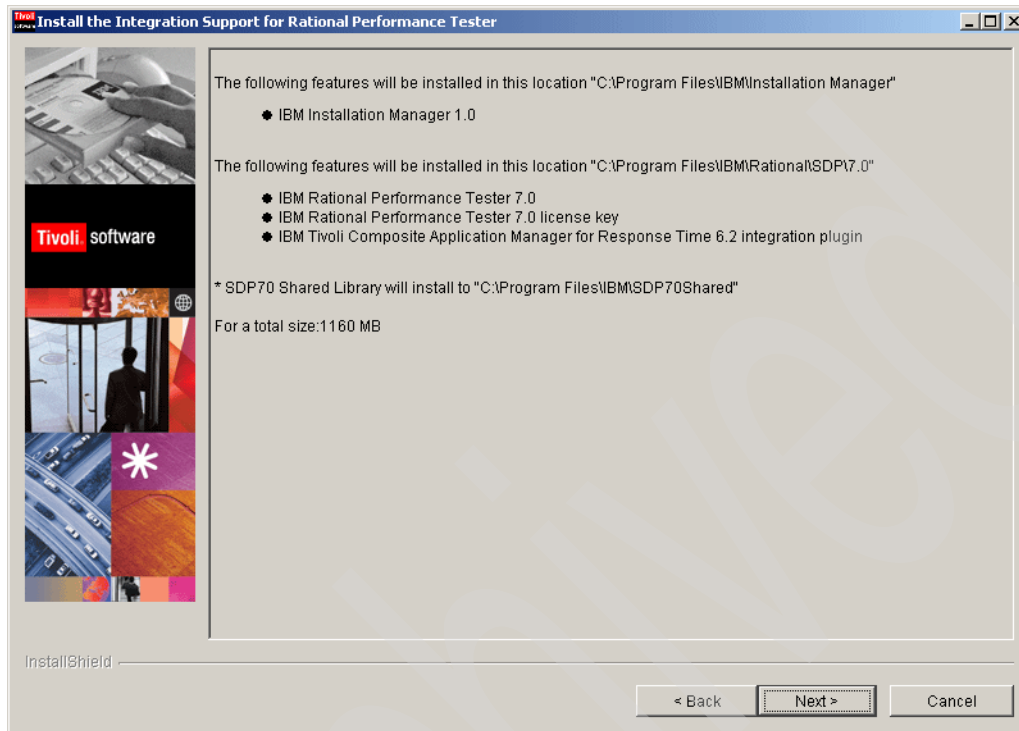 Tivoli software
Install the Integration Support for Rational Performance Tester
The following features will be installed in this location "C:\Program Files\IBM\Installation Manager"
● IBM Installation Manager 1.0
The following features will be installed in this location "C:\Program Files\IBM\Rational\SDP\7.0"
● IBM Rational Performance Tester 7.0
● IBM Rational Performance Tester 7.0 license key
● IBM Tivoli Composite Application Manager for Response Time 6.2 integration plugin
Tivoli. software
* SDP70 Shared Library will install to "C:\Program Files\IBM\SDP70Shared"
For a total size:1160 MB
InstallShield
< Back Next > Cancel